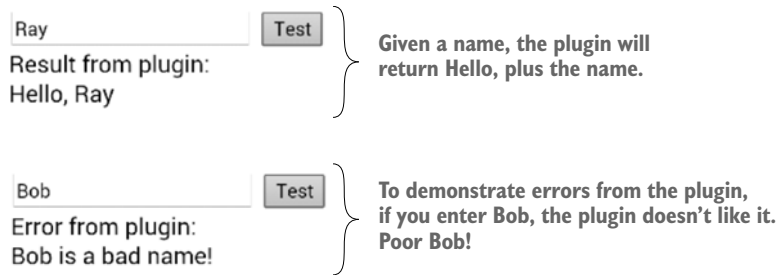 Ray
Test
Result from plugin:
Hello, Ray
Given a name, the plugin will
return Hello, plus the name.
Bob
Test
Error from plugin:
Bob is a bad name!
To demonstrate errors from the plugin,
if you enter Bob, the plugin doesn't like it.
Poor Bob!